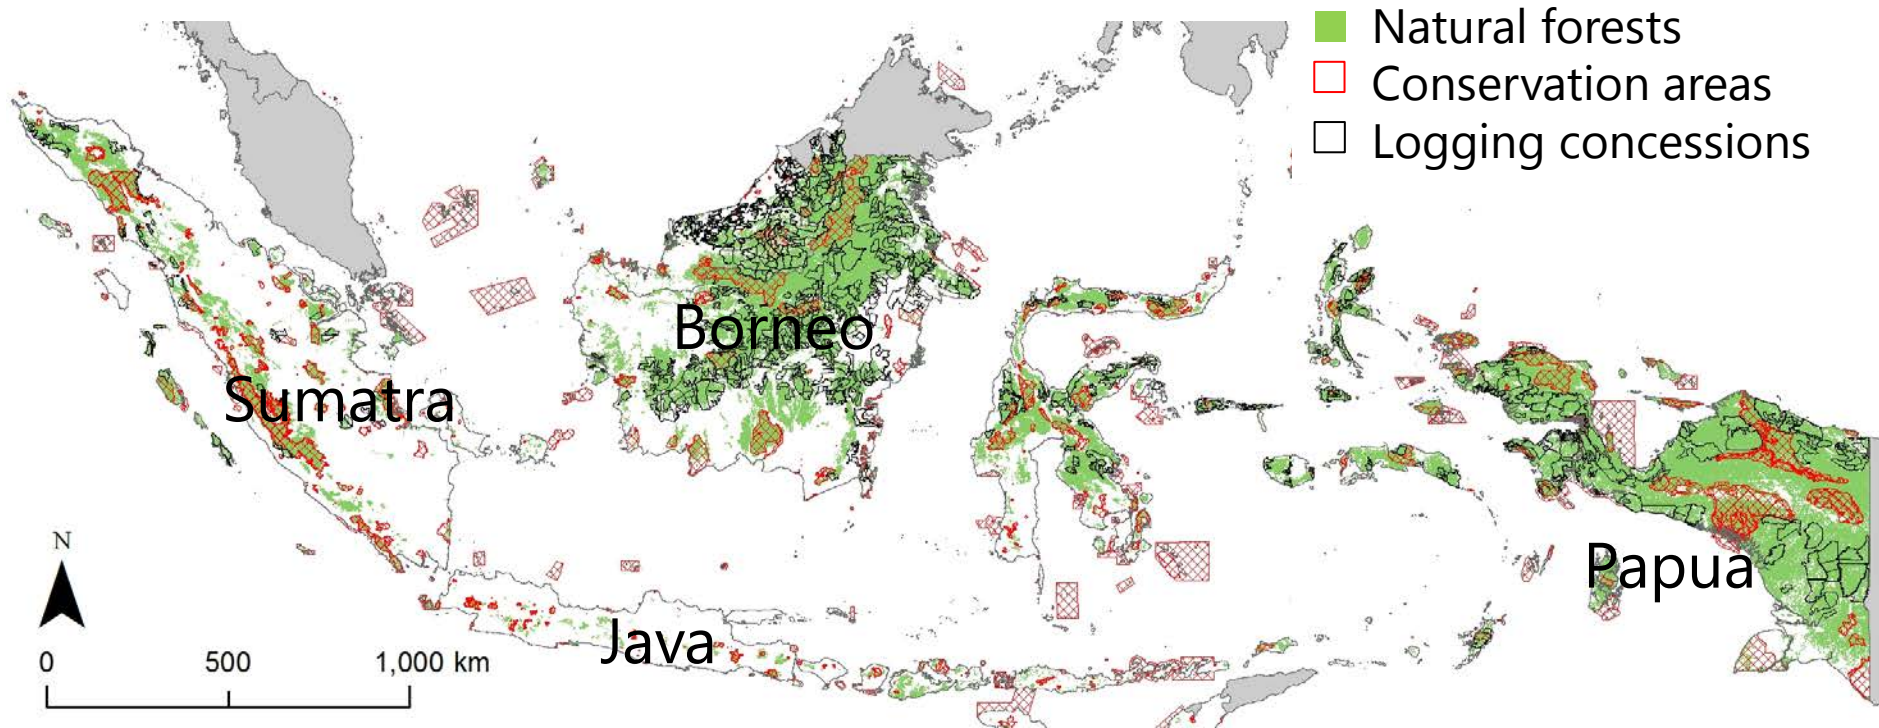 Natural forests
Conservation areas
Logging concessions
Borneo
Sumatra
Papua
Java
N
0 500 1,000 km